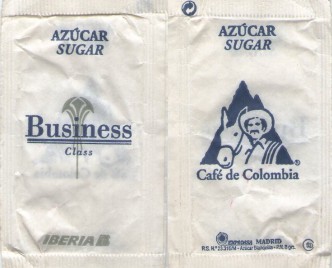 AZÚCAR
SUGAR
Business
Class
IBERIA
AZÚCAR
SUGAR
Café de Colombia
MADRID